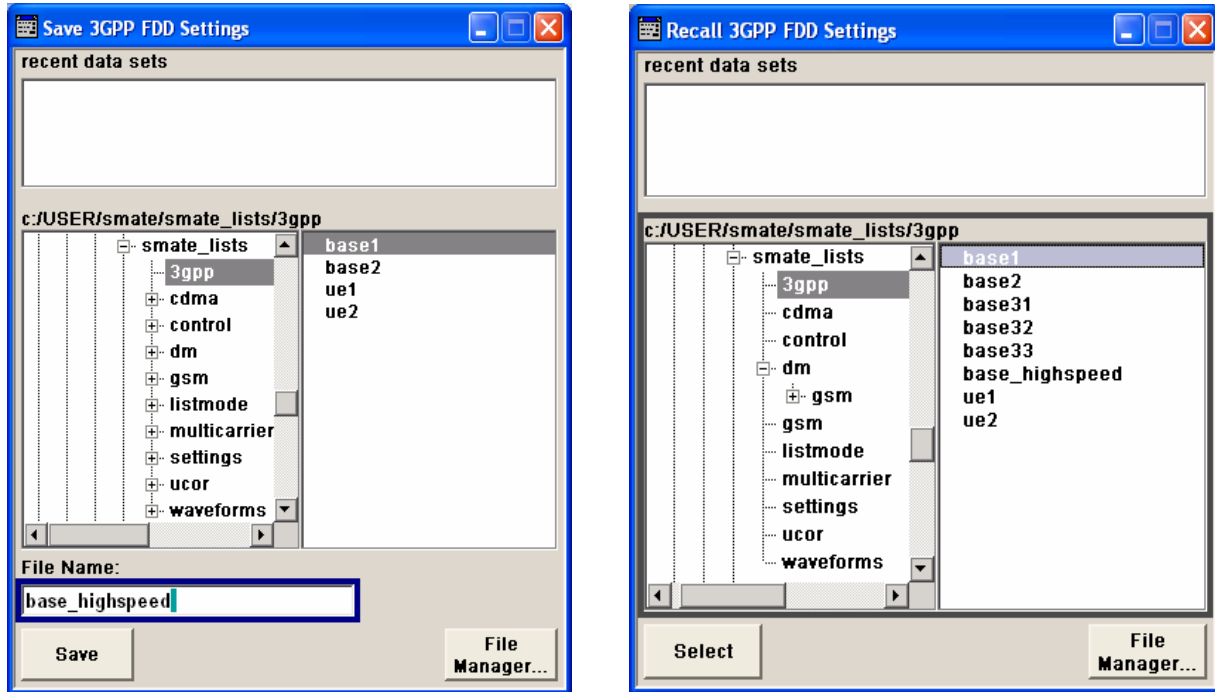 Save 3GPP FDD Settings
recent data sets
c:/USER/smate/smate_lists/3gpp
smate_lists
3gpp
cdma
control
dm
gsm
listmode
multicarrier
settings
ucor
waveforms
base1
base2
ue1
ue2
File Name:
base_highspeed
Save
File
Manager...
Recall 3GPP FDD Settings
recent data sets
c:/USER/smate/smate_lists/3gpp
smate_lists
3gpp
cdma
control
dm
gsm
gsm
listmode
multicarrier
settings
ucor
waveforms
base1
base2
base31
base32
base33
base_highspeed
ue1
ue2
Select
File
Manager...